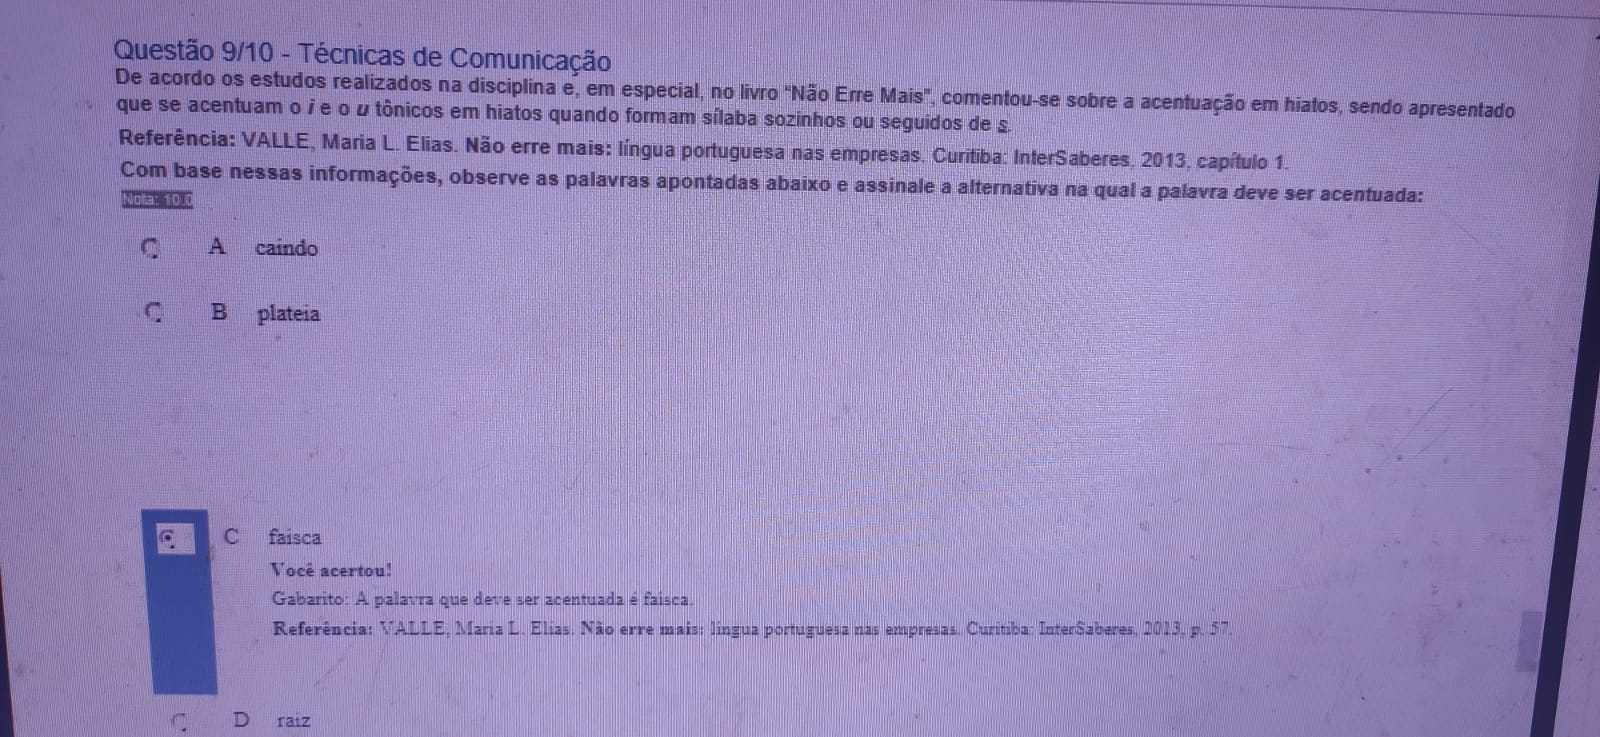 Questão 9/10 - Técnicas de Comunicação
De acordo os estudos realizados na disciplina e, em especial, no livro "Não Erre Mais", comentou-se sobre a acentuação em hiatos, sendo apresentado
que se acentuam o i e o u tônicos em hiatos quando formam sílaba sozinhos ou seguidos de s.
Referência: VALLE, Maria L. Elias. Não erre mais: língua portuguesa nas empresas. Curitiba: InterSaberes, 2013, capítulo 1.
Com base nessas informações, observe as palavras apontadas abaixo e assinale a alternativa na qual a palavra deve ser acentuada:
Nota: 10.0
A caindo
B plateia
C faisca
Você acertou!
Gabarito: A palavra que deve ser acentuada é faísca.
Referência: VALLE, Maria L. Elias. Não erre mais: língua portuguesa nas empresas. Curitiba: InterSaberes, 2013, p. 57.
D raiz